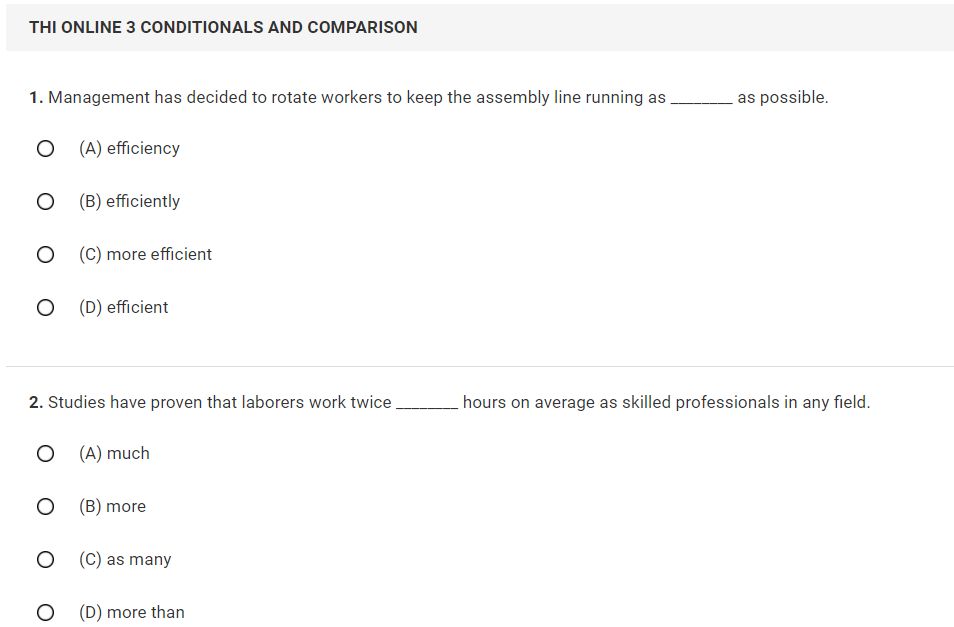 THI ONLINE 3 CONDITIONALS AND COMPARISON
1. Management has decided to rotate workers to keep the assembly line running as ________ as possible.
(A) efficiency
(B) efficiently
(C) more efficient
(D) efficient
2. Studies have proven that laborers work twice ________ hours on average as skilled professionals in any field.
(A) much
(B) more
(C) as many
(D) more than